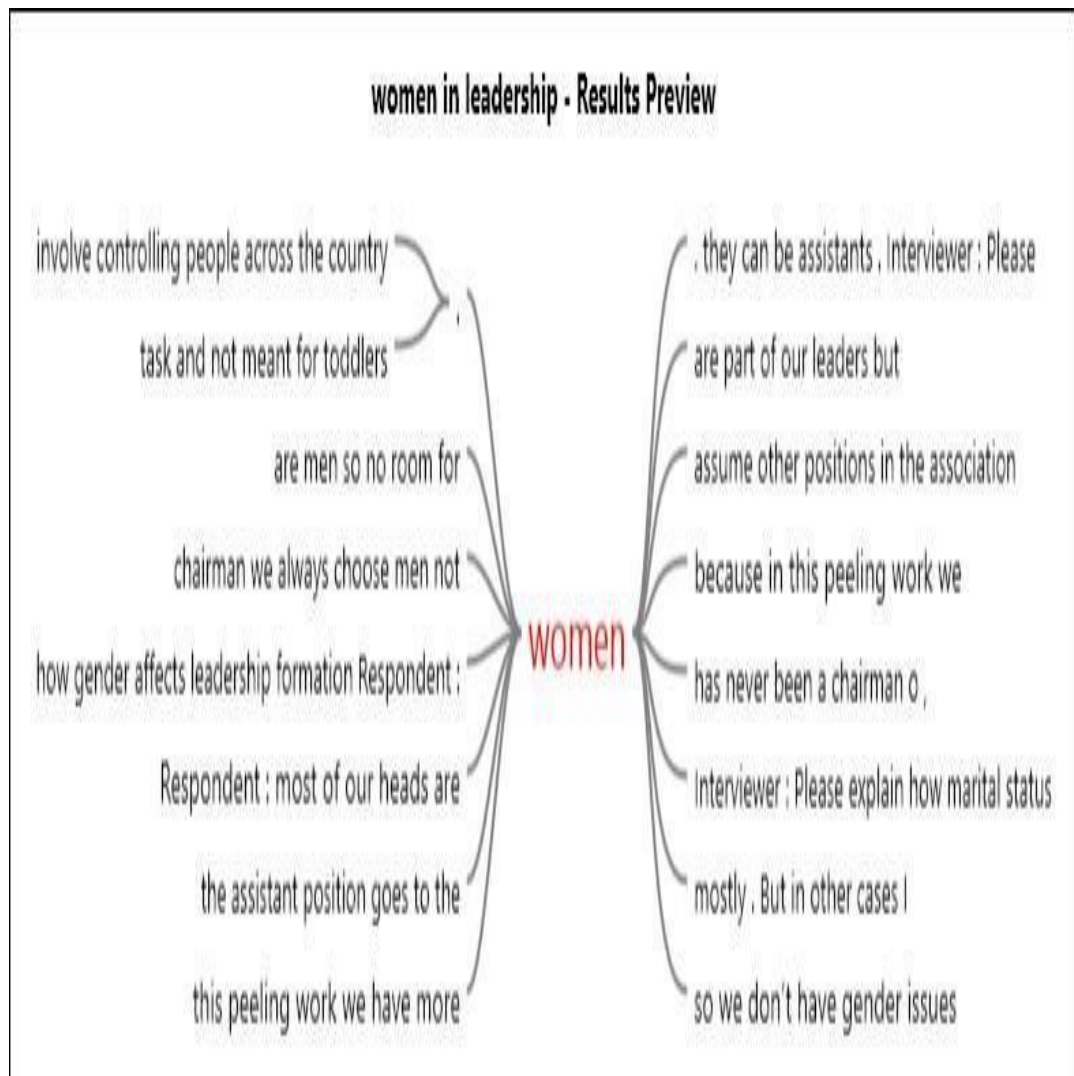 women in leadership - Results Preview
involve controlling people across the country
task and not meant for toddlers
.
are men so no room for
chairman we always choose men not
how gender affects leadership formation Respondent :
Respondent : most of our heads are
the assistant position goes to the
this peeling work we have more
women
. they can be assistants . Interviewer : Please
are part of our leaders but
assume other positions in the association
because in this peeling work we
has never been a chairman o ,
Interviewer : Please explain how marital status
mostly . But in other cases I
so we don't have gender issues